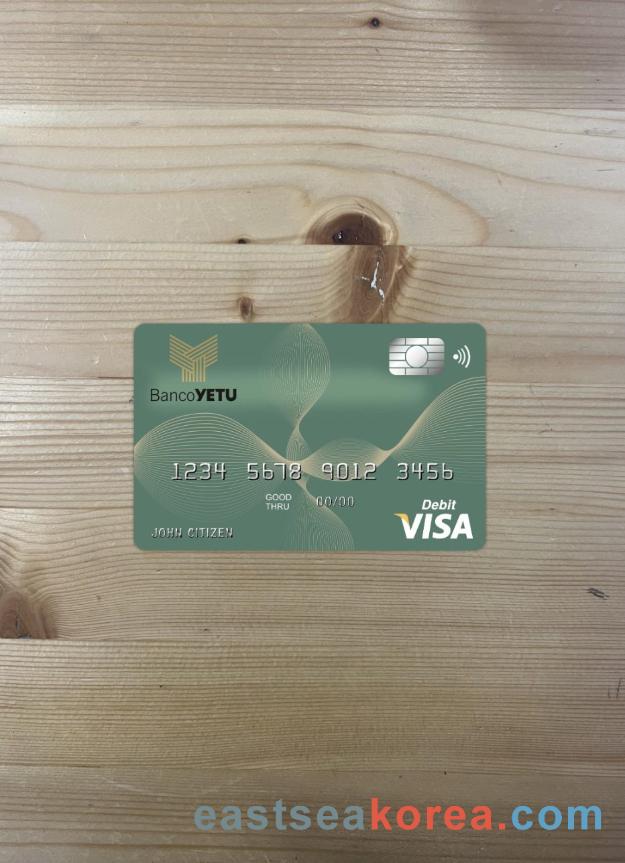 BancoYETU
1234 5678 9012 3456
GOOD
THRU
00/00
Debit
JOHN CITIZEN
VISA
eastseakorea.com